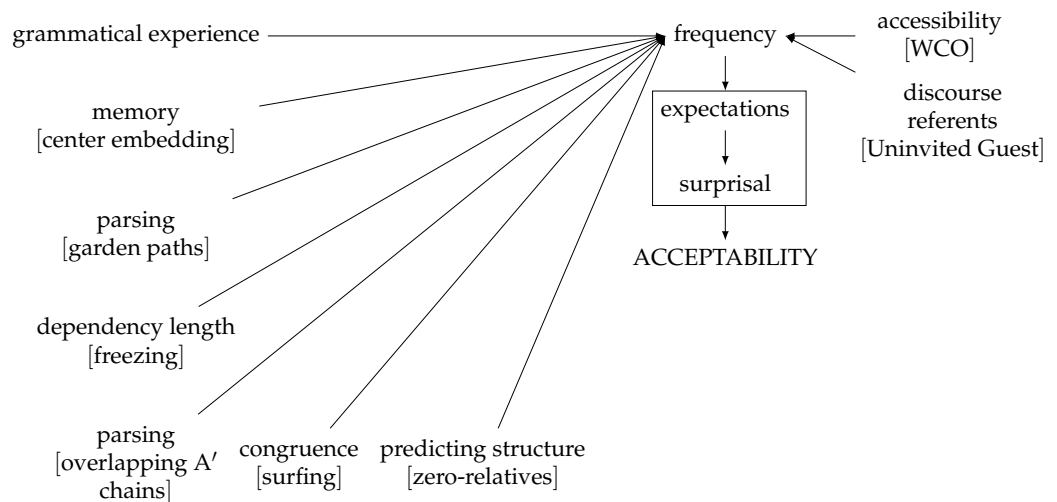 grammatical experience
frequency
accessibility
[WCO]
memory
[center embedding]
expectations
discourse
referents
[Uninvited Guest]
surprisal
parsing
[garden paths]
ACCEPTABILITY
dependency length
[freezing]
parsing
[overlapping A′
chains]
congruence
[surfing]
predicting structure
[zero-relatives]